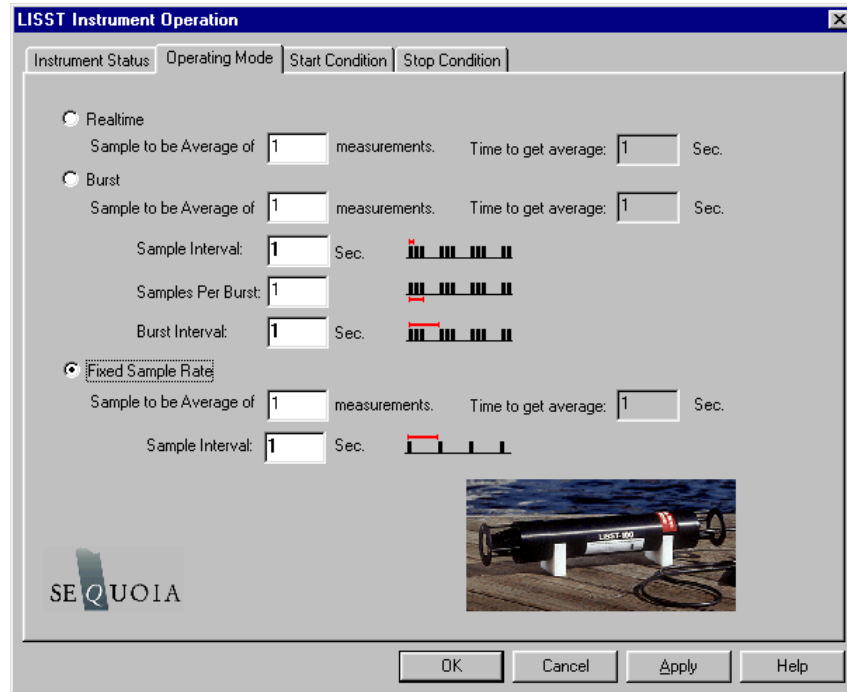 LISST Instrument Operation
Instrument Status Operating Mode Start Condition Stop Condition
Realtime
Sample to be Average of 1 measurements. Time to get average: 1 Sec.
Burst
Sample to be Average of 1 measurements. Time to get average: 1 Sec.
Sample Interval: 1 Sec.
Samples Per Burst: 1
Burst Interval: 1 Sec.
Fixed Sample Rate
Sample to be Average of 1 measurements. Time to get average: 1 Sec.
Sample Interval: 1 Sec.
LISST-100
SEQUOIA
OK Cancel Apply Help